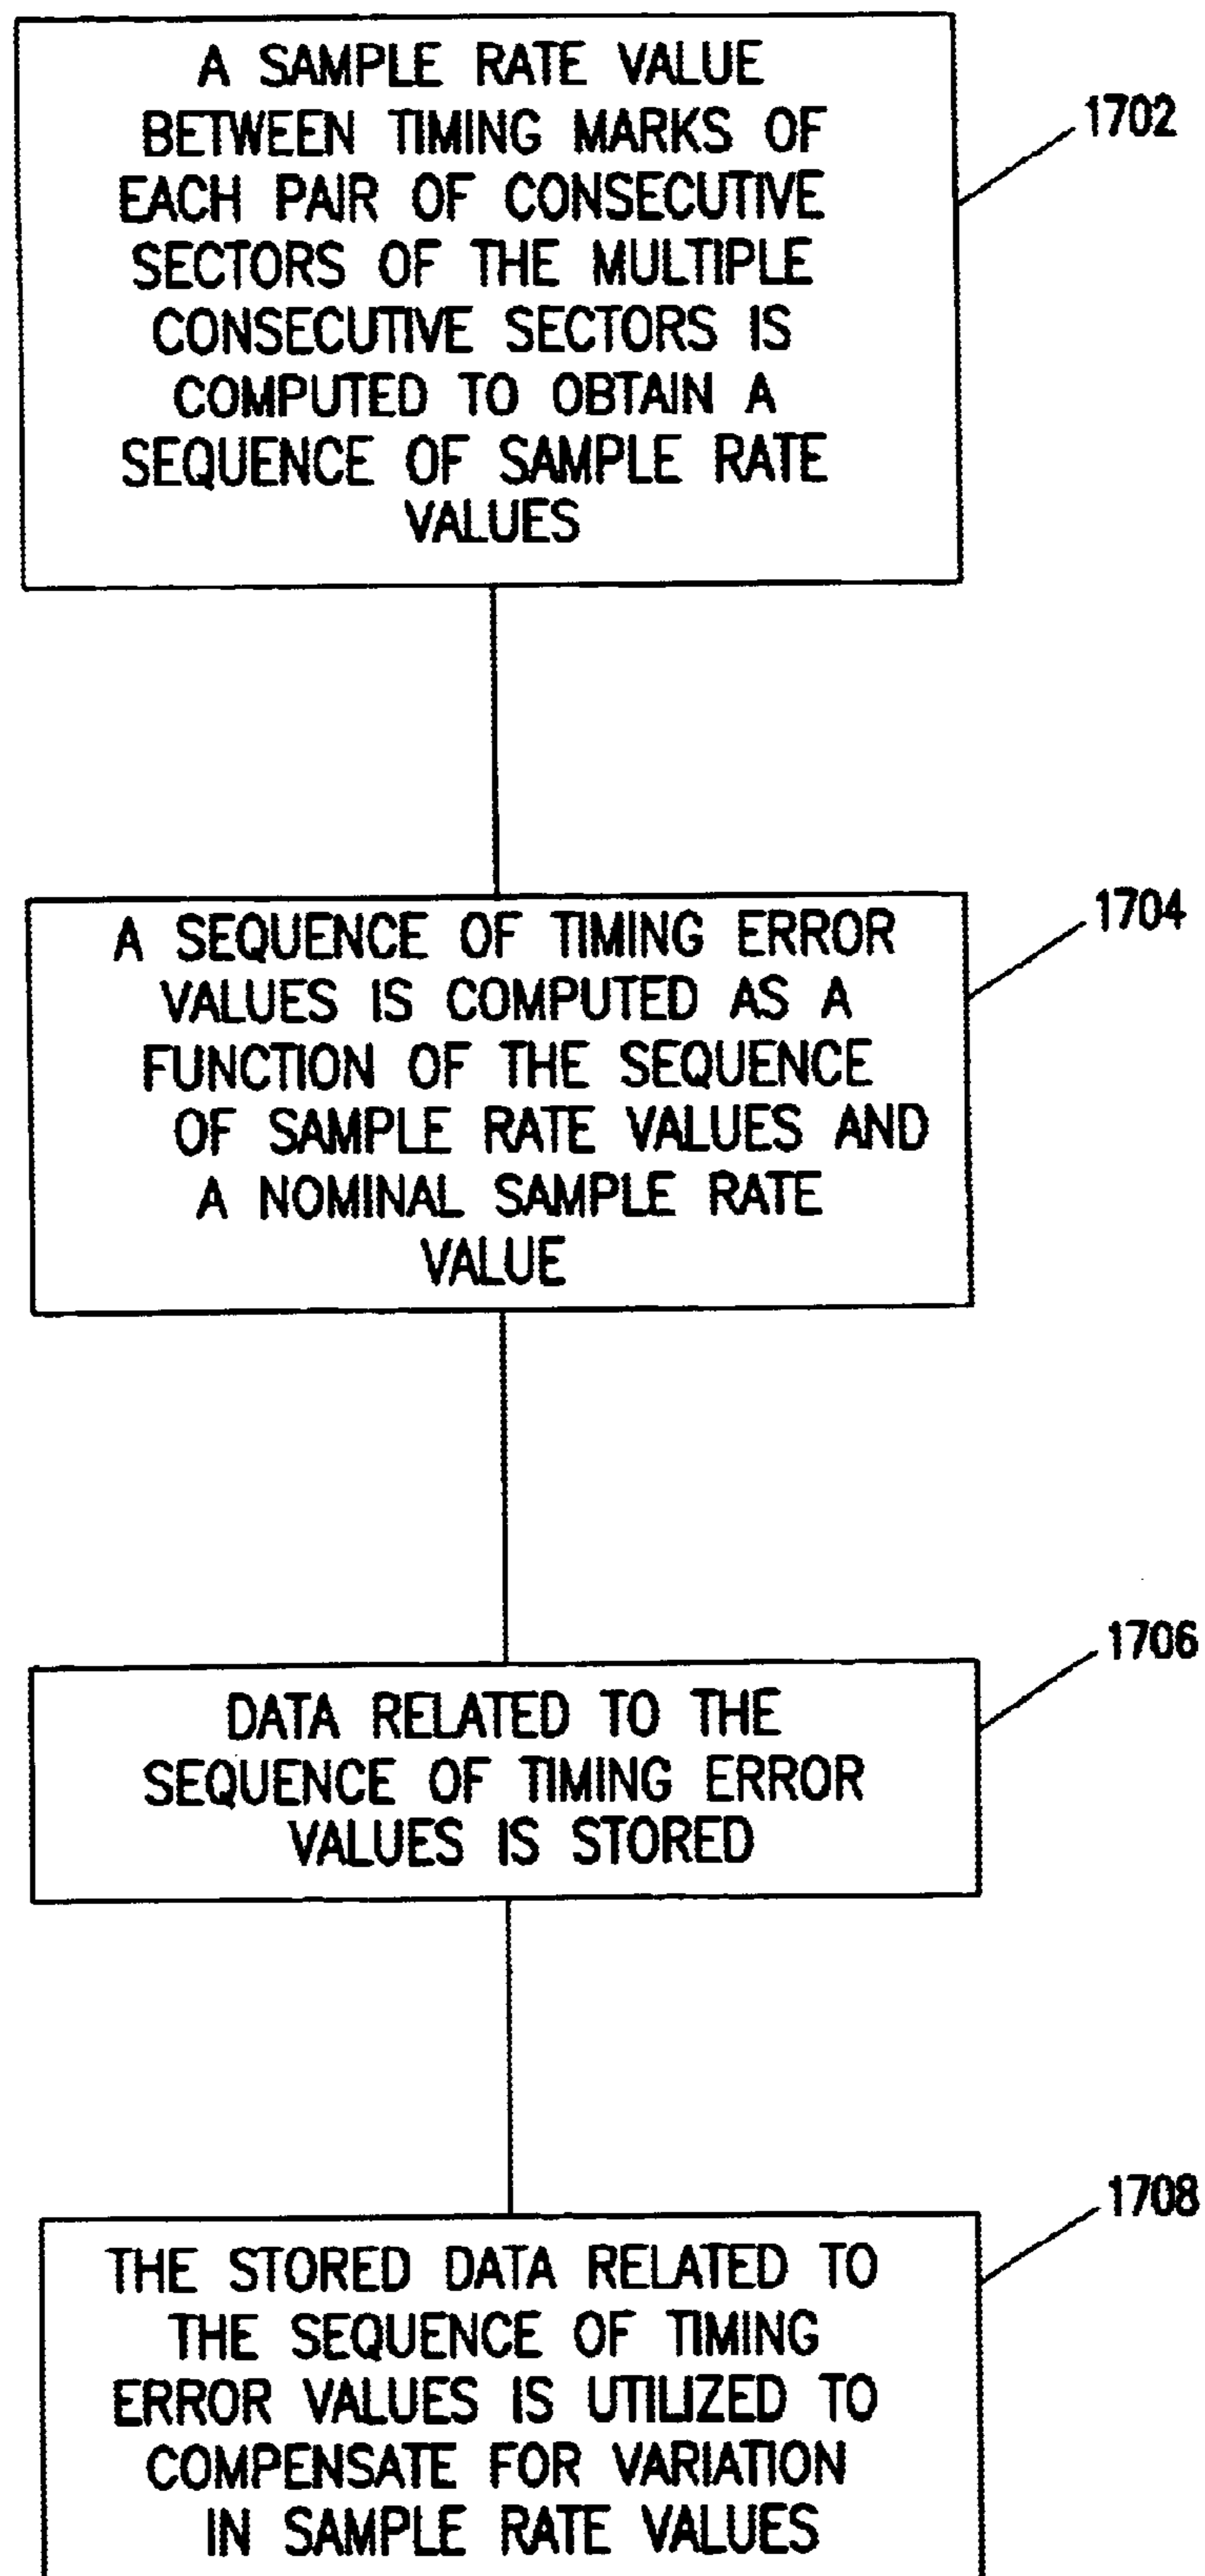 A SAMPLE RATE VALUE
BETWEEN TIMING MARKS OF
EACH PAIR OF CONSECUTIVE
SECTORS OF THE MULTIPLE
CONSECUTIVE SECTORS IS
COMPUTED TO OBTAIN A
SEQUENCE OF SAMPLE RATE
VALUES
1702
A SEQUENCE OF TIMING ERROR
VALUES IS COMPUTED AS A
FUNCTION OF THE SEQUENCE
OF SAMPLE RATE VALUES AND
A NOMINAL SAMPLE RATE
VALUE
1704
DATA RELATED TO THE
SEQUENCE OF TIMING ERROR
VALUES IS STORED
1706
THE STORED DATA RELATED TO
THE SEQUENCE OF TIMING
ERROR VALUES IS UTILIZED TO
COMPENSATE FOR VARIATION
IN SAMPLE RATE VALUES
1708